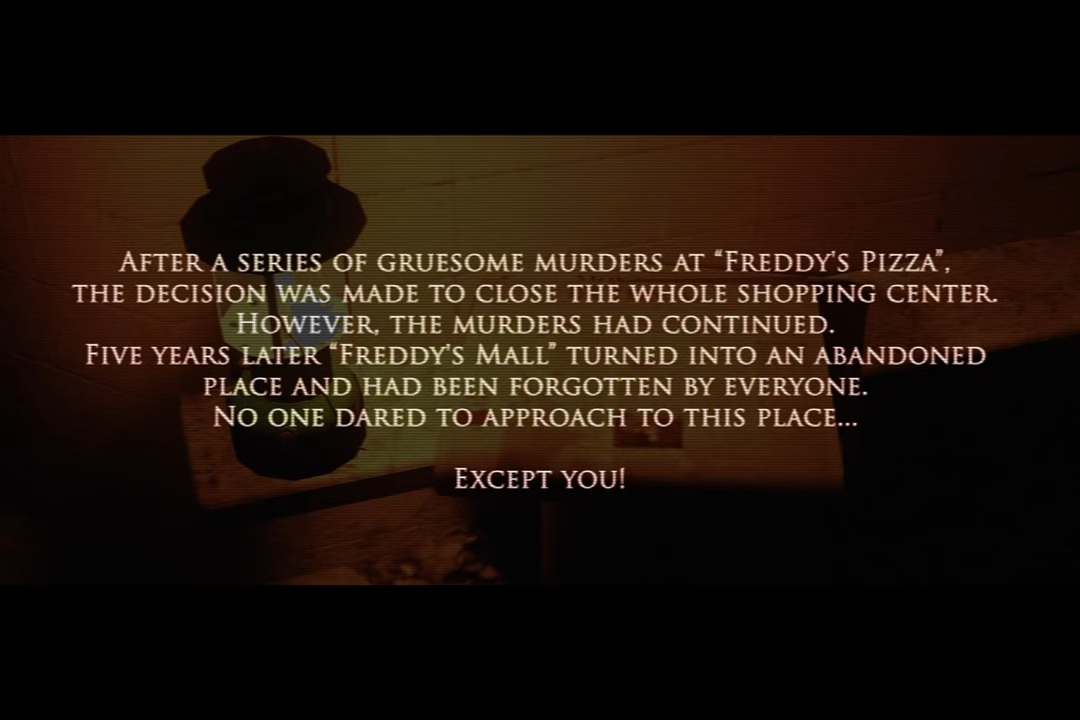 After a series of gruesome murders at “Freddy's Pizza”,
the decision was made to close the whole shopping center.
However, the murders had continued.
Five years later “Freddy's Mall” turned into an abandoned
place and had been forgotten by everyone.
No one dared to approach to this place...
Except you!